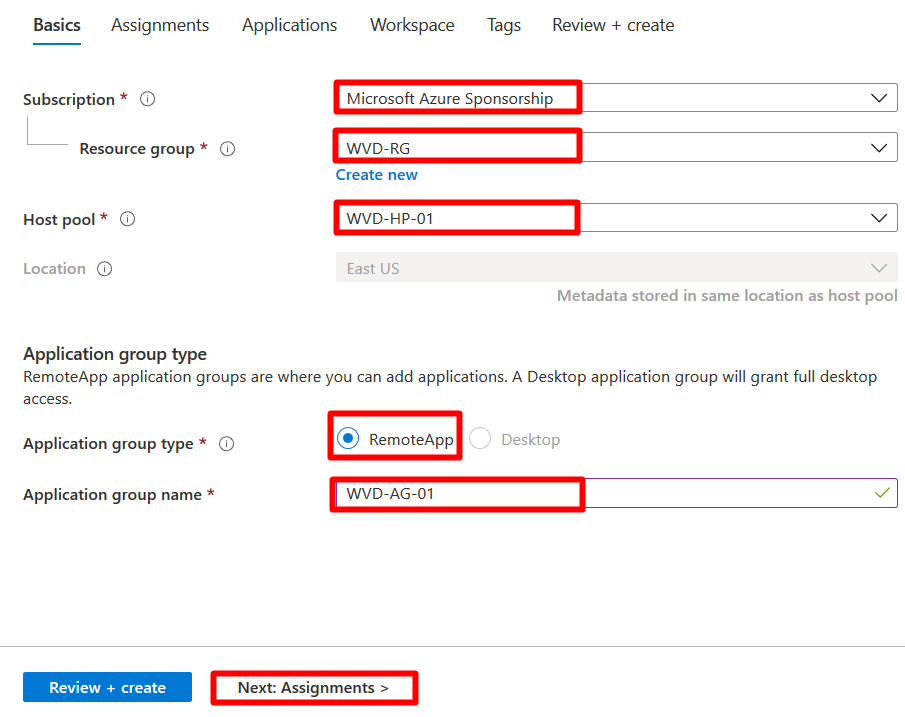 Basics Assignments Applications Workspace Tags Review + create
Subscription * Microsoft Azure Sponsorship
Resource group * WVD-RG
Create new
Host pool * WVD-HP-01
Location East US
Metadata stored in same location as host pool
Application group type
RemoteApp application groups are where you can add applications. A Desktop application group will grant full desktop
access.
Application group type * RemoteApp Desktop
Application group name * WVD-AG-01
Review + create Next: Assignments >